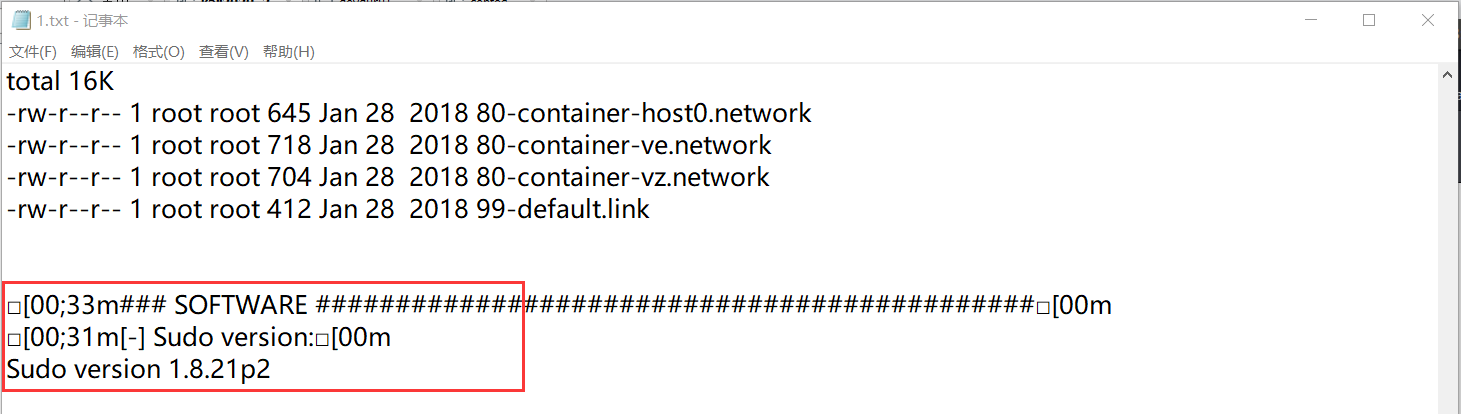 1.txt - 记事本
文件(F) 编辑(E) 格式(O) 查看(V) 帮助(H)
total 16K
-rw-r--r-- 1 root root 645 Jan 28  2018 80-container-host0.network
-rw-r--r-- 1 root root 718 Jan 28  2018 80-container-ve.network
-rw-r--r-- 1 root root 704 Jan 28  2018 80-container-vz.network
-rw-r--r-- 1 root root 412 Jan 28  2018 99-default.link
□[00;33m### SOFTWARE #############################################□[00m
□[00;31m[-] Sudo version:□[00m
Sudo version 1.8.21p2